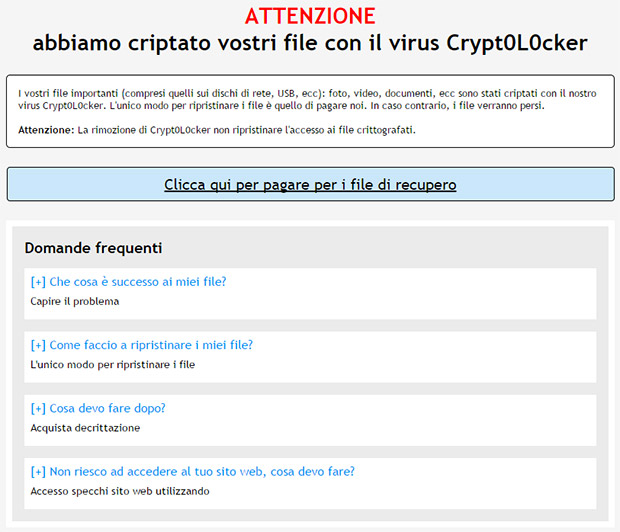 ATTENZIONE
abbiamo criptato vostri file con il virus Crypt0L0cker
I vostri file importanti (compresi quelli sui dischi di rete, USB, ecc): foto, video, documenti, ecc sono stati criptati con il nostro
virus Crypt0L0cker. L'unico modo per ripristinare i file è quello di pagare noi. In caso contrario, i file verranno persi.
Attenzione: La rimozione di Crypt0L0cker non ripristinare l'accesso ai file crittografati.
Clicca qui per pagare per i file di recupero
Domande frequenti
[+] Che cosa è successo ai miei file?
Capire il problema
[+] Come faccio a ripristinare i miei file?
L'unico modo per ripristinare i file
[+] Cosa devo fare dopo?
Acquista decrittazione
[+] Non riesco ad accedere al tuo sito web, cosa devo fare?
Accesso specchi sito web utilizzando